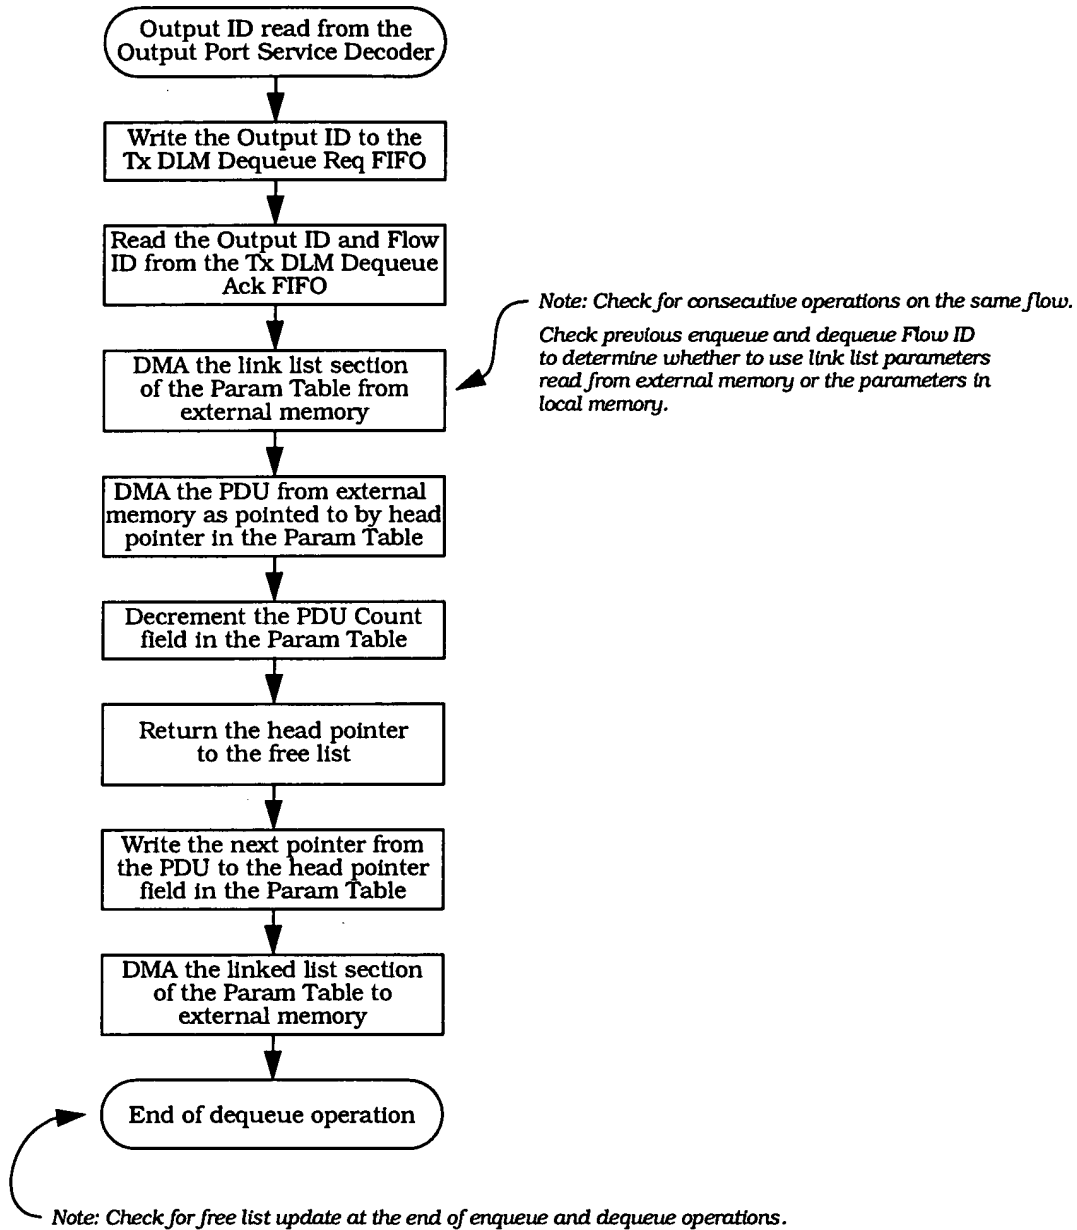 Output ID read from the
Output Port Service Decoder
Write the Output ID to the
Tx DLM Dequeue Req FIFO
Read the Output ID and Flow
ID from the Tx DLM Dequeue
Ack FIFO
Note: Check for consecutive operations on the same flow.
Check previous enqueue and dequeue Flow ID
to determine whether to use link list parameters
read from external memory or the parameters in
local memory.
DMA the link list section
of the Param Table from
external memory
DMA the PDU from external
memory as pointed to by head
pointer in the Param Table
Decrement the PDU Count
field in the Param Table
Return the head pointer
to the free list
Write the next pointer from
the PDU to the head pointer
field in the Param Table
DMA the linked list section
of the Param Table to
external memory
End of dequeue operation
Note: Check for free list update at the end of enqueue and dequeue operations.